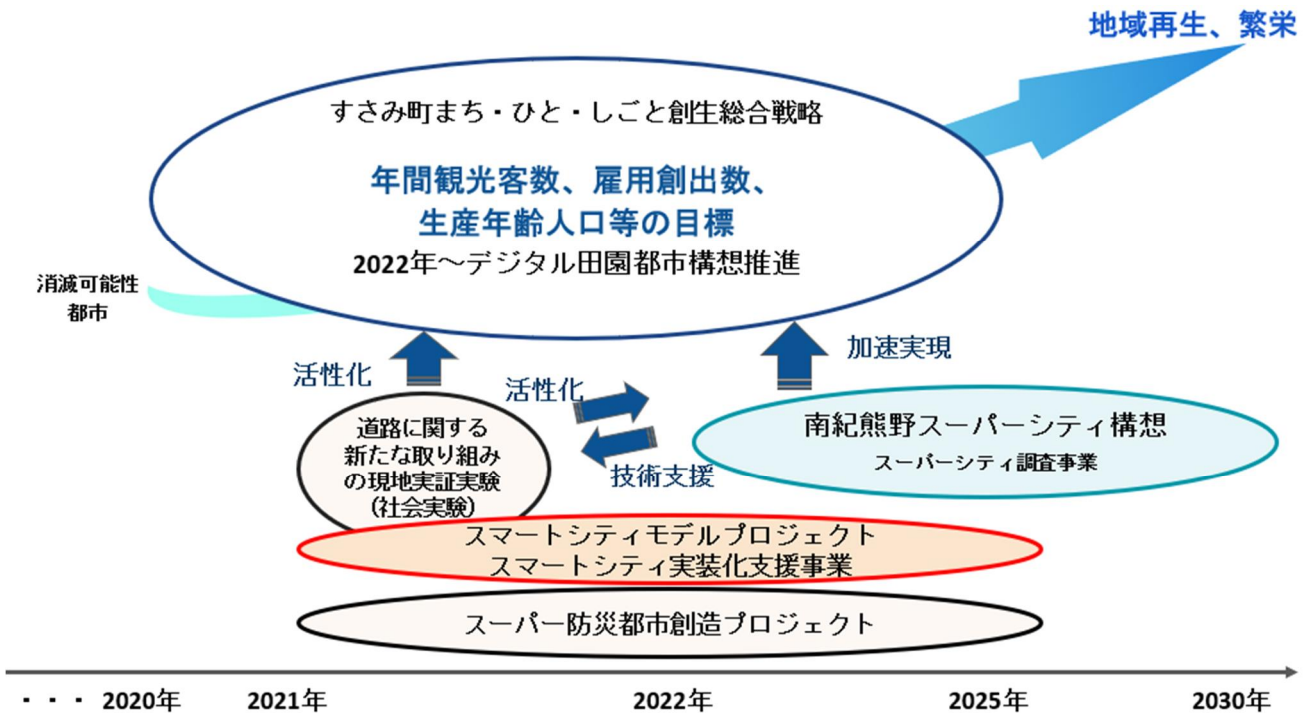 地域再生、繁栄
すさみ町まち・ひと・しごと創生総合戦略
年間観光客数、雇用創出数、
生産年齢人口等の目標
2022年～デジタル田園都市構想推進
消滅可能性
都市
活性化
加速実現
活性化
技術支援
道路に関する
新たな取り組み
の現地実証実験
(社会実験)
南紀熊野スーパーシティ構想
スーパーシティ調査事業
スマートシティモデルプロジェクト
スマートシティ実装化支援事業
スーパー防災都市創造プロジェクト
・・・ 2020年 2021年 2022年 2025年 2030年